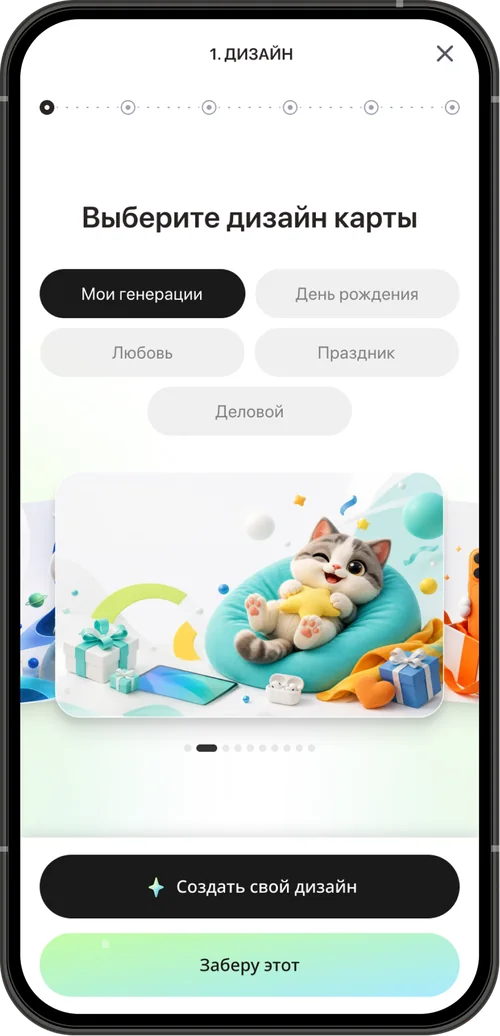 1. ДИЗАЙН
Выберите дизайн карты
Мои генерации
День рождения
Любовь
Праздник
Деловой
Создать свой дизайн
Заберу этот